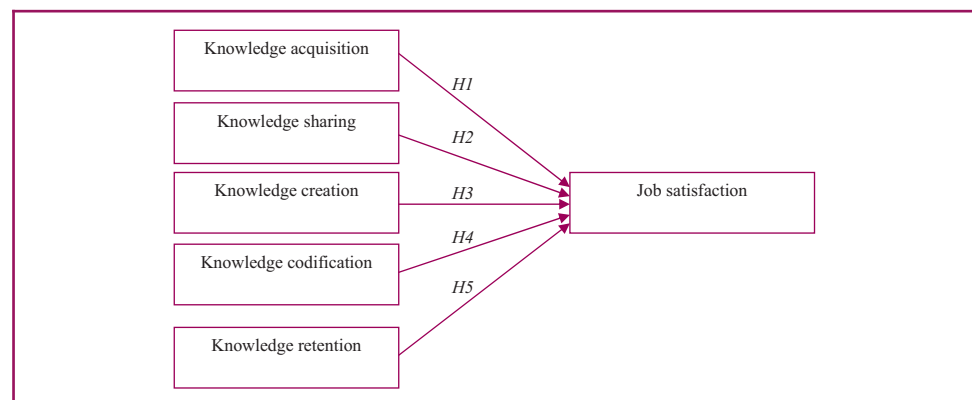 Knowledge acquisition
H1
Knowledge sharing
H2
Knowledge creation
H3
Job satisfaction
Knowledge codification
H4
H5
Knowledge retention